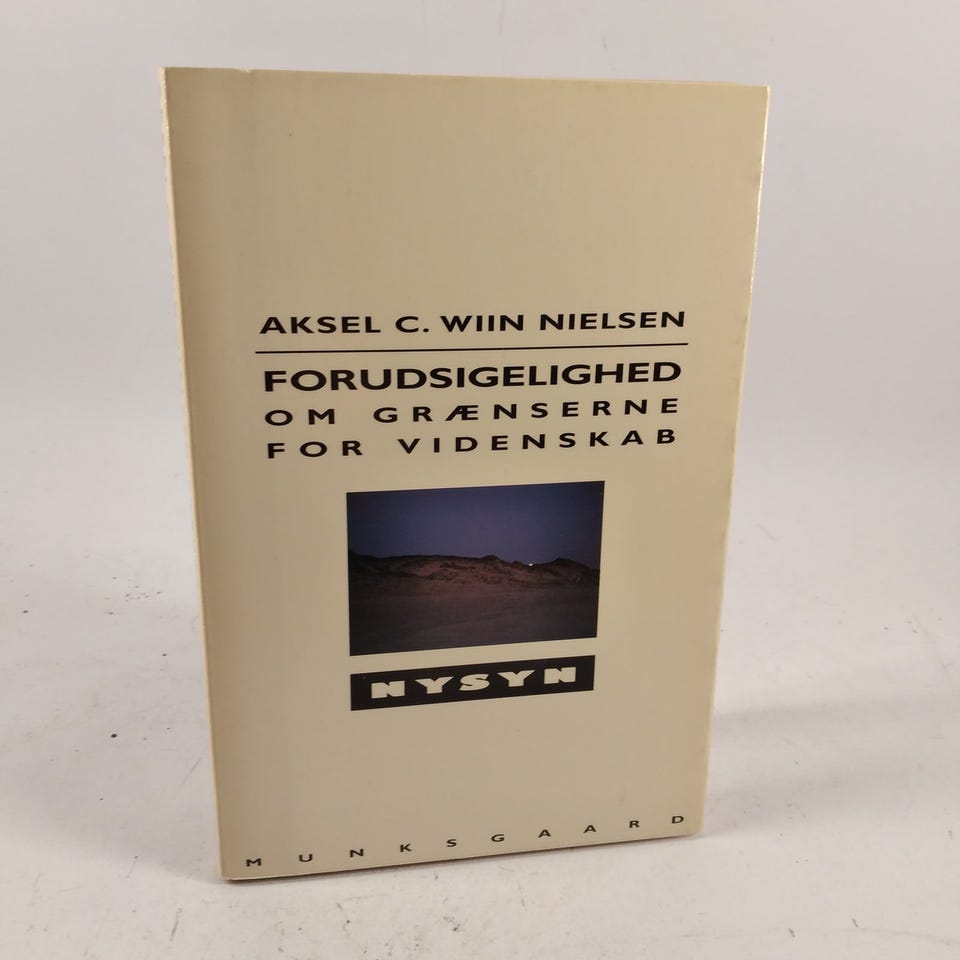 AKSEL C. WIIN NIELSEN
FORUDSIGELIGHED
OM GRÆNSERNE
FOR VIDENSKAB
NYSYN
MUNKSGAARD